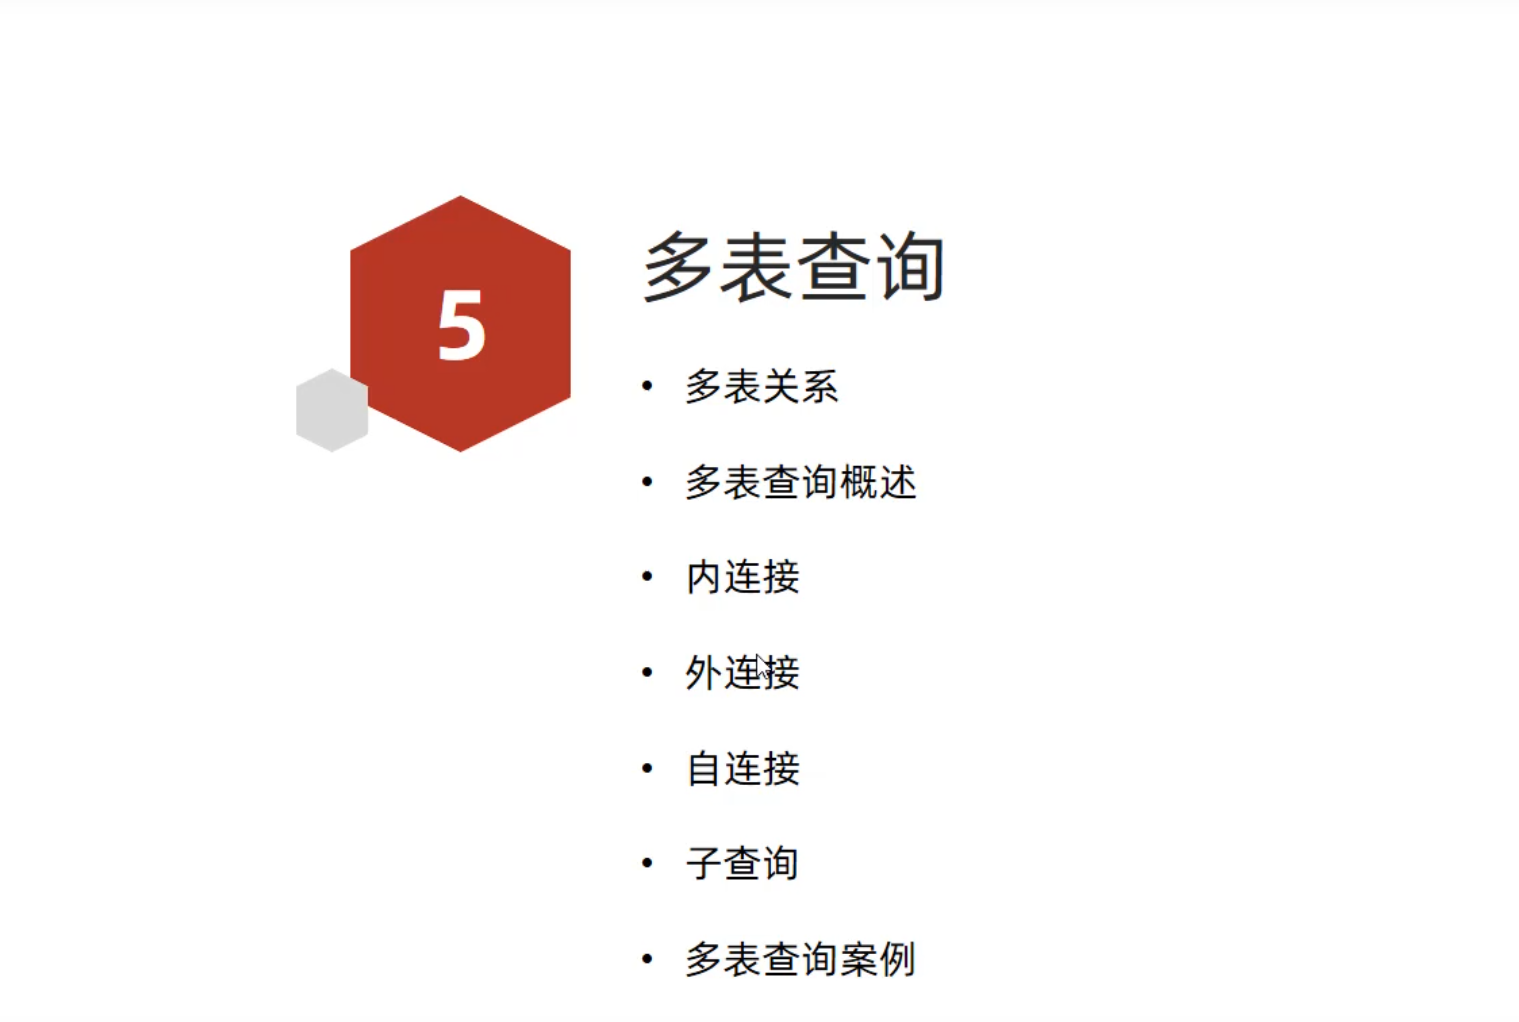 5
多表查询
• 多表关系
• 多表查询概述
• 内连接
• 外连接
• 自连接
• 子查询
• 多表查询案例